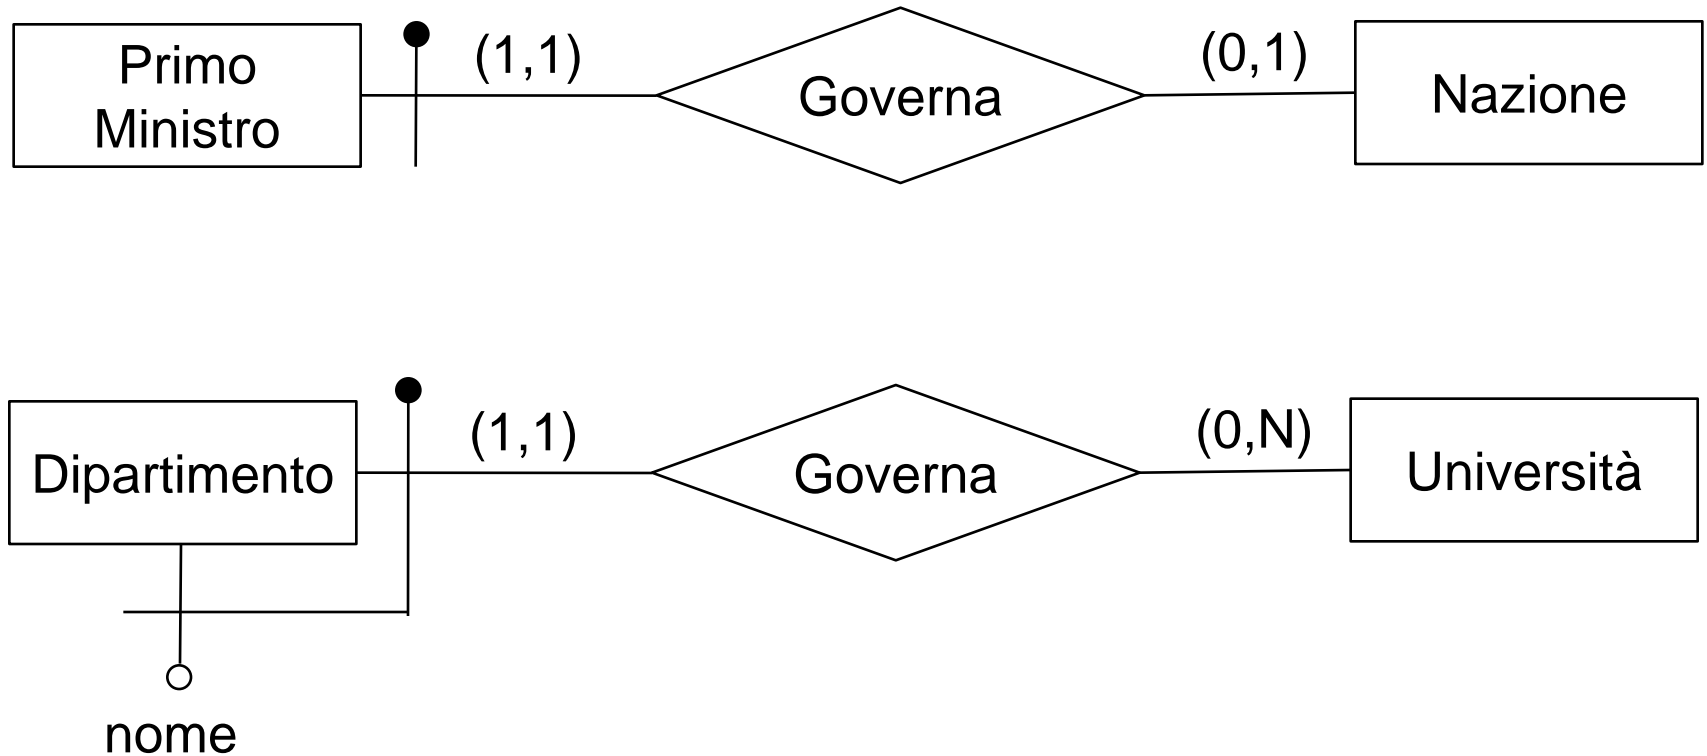 Primo
Ministro
(1,1)
Governa
(0,1)
Nazione
Dipartimento
(1,1)
Governa
(0,N)
Università
nome